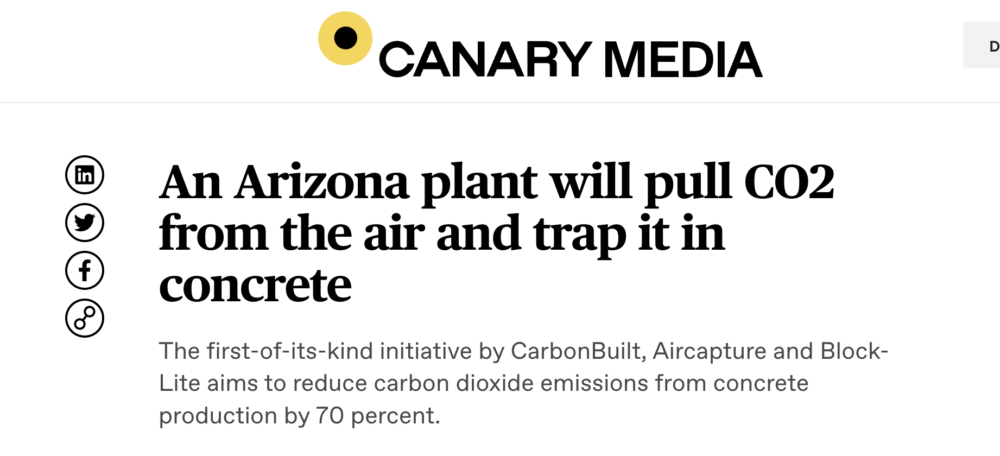 CANARY MEDIA
D
An Arizona plant will pull CO2
from the air and trap it in
concrete
The first-of-its-kind initiative by CarbonBuilt, Aircapture and Block-
Lite aims to reduce carbon dioxide emissions from concrete
production by 70 percent.